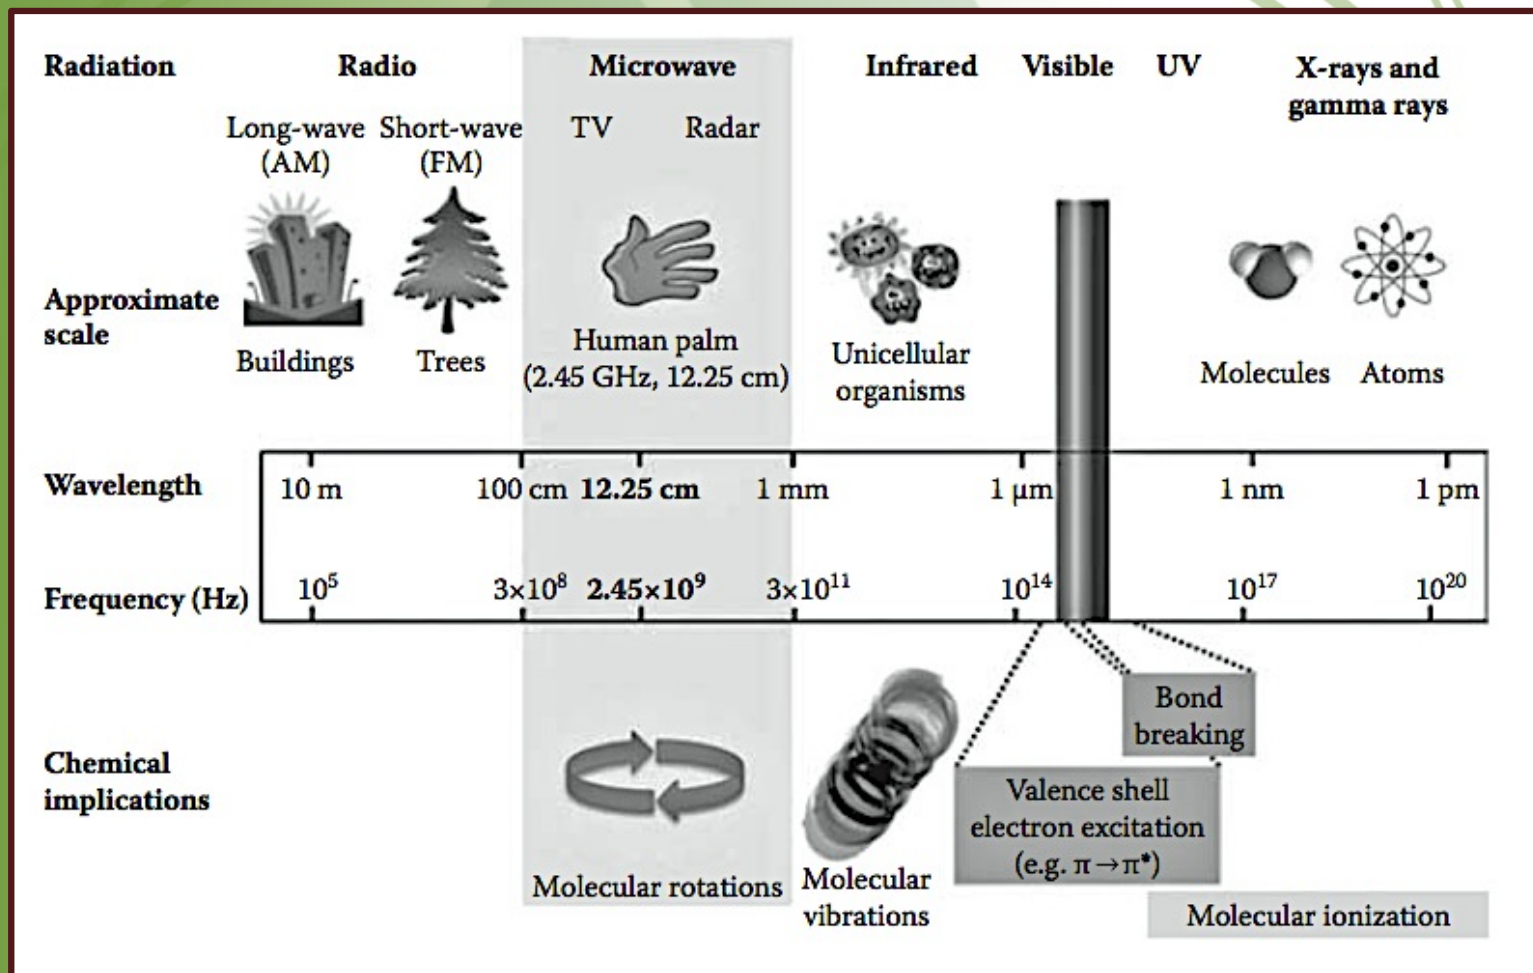 Radiation
Radio
Microwave
Infrared
Visible
UV
X-rays and
gamma rays
Long-wave
(AM)
Short-wave
(FM)
TV
Radar
Approximate
scale
Buildings
Trees
Human palm
(2.45 GHz, 12.25 cm)
Unicellular
organisms
Molecules
Atoms
Wavelength
10 m
100 cm
12.25 cm
1 mm
1 μm
1 nm
1 pm
Frequency (Hz)
10⁵
3×10⁸
2.45×10⁹
3×10¹¹
10¹⁴
10¹⁷
10²⁰
Chemical
implications
Molecular rotations
Molecular
vibrations
Valence shell
electron excitation
(e.g. π→π*)
Bond
breaking
Molecular ionization